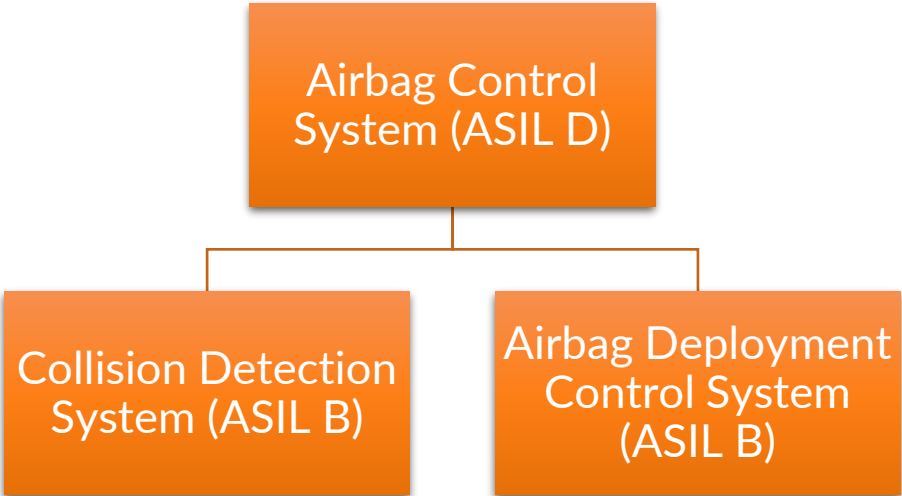 Airbag Control
System (ASIL D)
Collision Detection
System (ASIL B)
Airbag Deployment
Control System
(ASIL B)